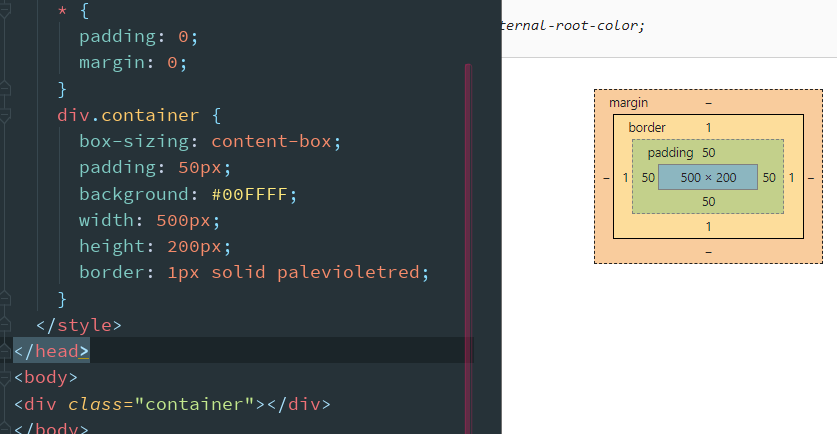 * {
padding: 0;
margin: 0;
}
div.container {
box-sizing: content-box;
padding: 50px;
background: #00FFFF;
width: 500px;
height: 200px;
border: 1px solid palevioletred;
}
</style>
</head>
<body>
<div class="container"></div>
</body>
ternal-root-color;
margin –
border 1
padding 50
– 1 50 500 × 200 50 1 –
50
1
–